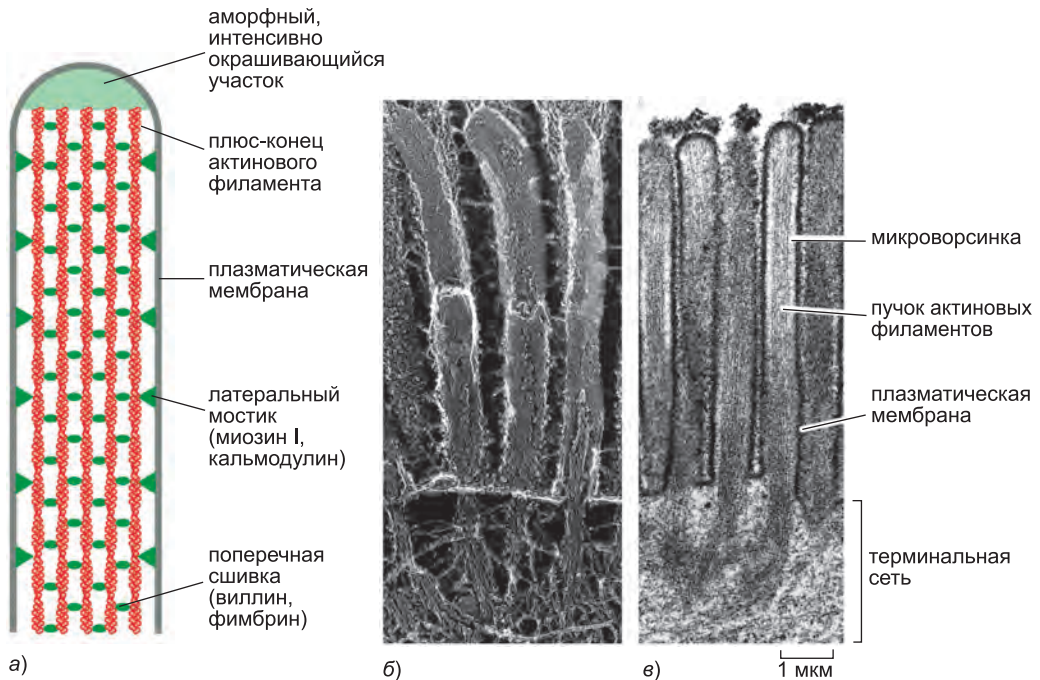 аморфный,
интенсивно
окрашивающийся
участок
плюс-конец
актинового
филамента
плазматическая
мембрана
латеральный
мостик
(миозин I,
кальмодулин)
поперечная
сшивка
(виллин,
фимбрин)
а)
б)
микроворсинка
пучок актиновых
филаментов
плазматическая
мембрана
терминальная
сеть
в)
1 мкм